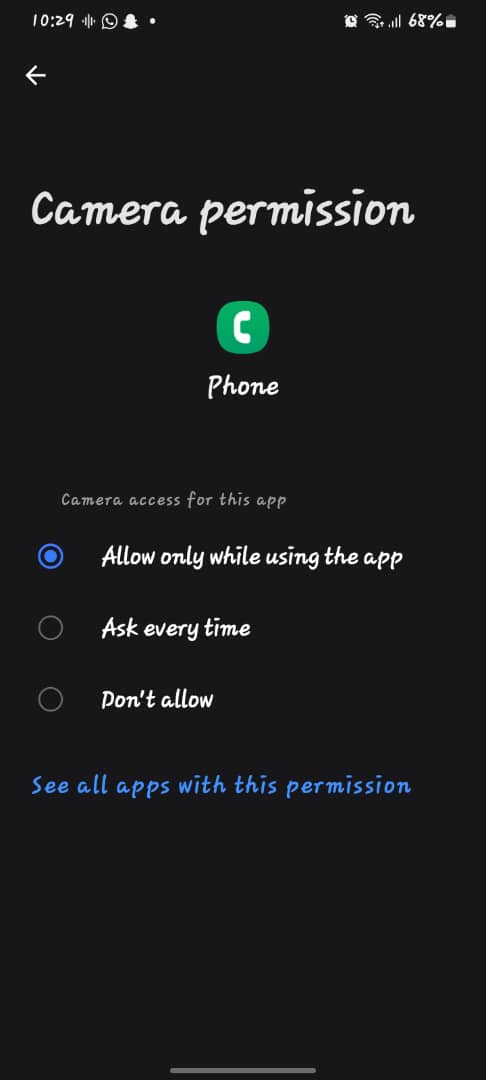 10:29 68%
Camera permission
Phone
Camera access for this app
Allow only while using the app
Ask every time
Don't allow
See all apps with this permission